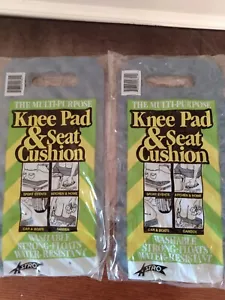 THE MULTI-PURPOSE
Knee Pad
& Seat
Cushion
SPORT EVENTS
KITCHEN & HOME
CAR & BOATS
GARDEN
WASHABLE
STRONG-FLOATS
WATER-RESISTANT
ASTRO
THE MULTI-PURPOSE
Knee Pad
& Seat
Cushion
SPORT EVENTS
KITCHEN & HOME
CAR & BOATS
GARDEN
WASHABLE
STRONG-FLOATS
WATER-RESISTANT
ASTRO